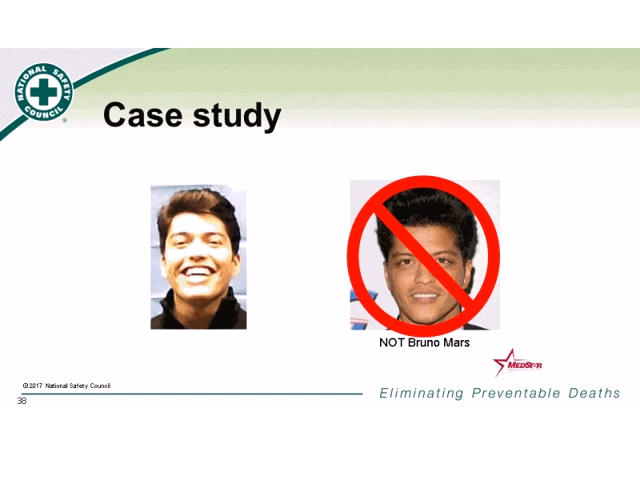 NATIONAL SAFETY
COUNCIL
®
Case study
NOT Bruno Mars
MEDSTAR
©2017 National Safety Council
Eliminating Preventable Deaths
38